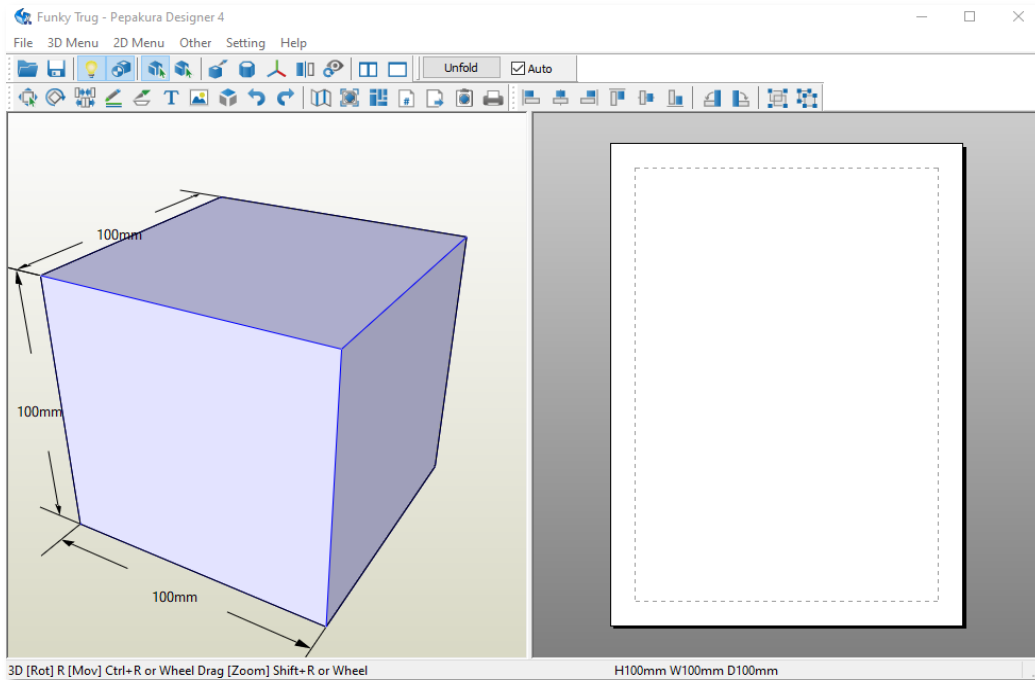 Funky Trug - Pepakura Designer 4
File 3D Menu 2D Menu Other Setting Help
Unfold Auto
T #
100mm
100mm
100mm
3D [Rot] R [Mov] Ctrl+R or Wheel Drag [Zoom] Shift+R or Wheel H100mm W100mm D100mm